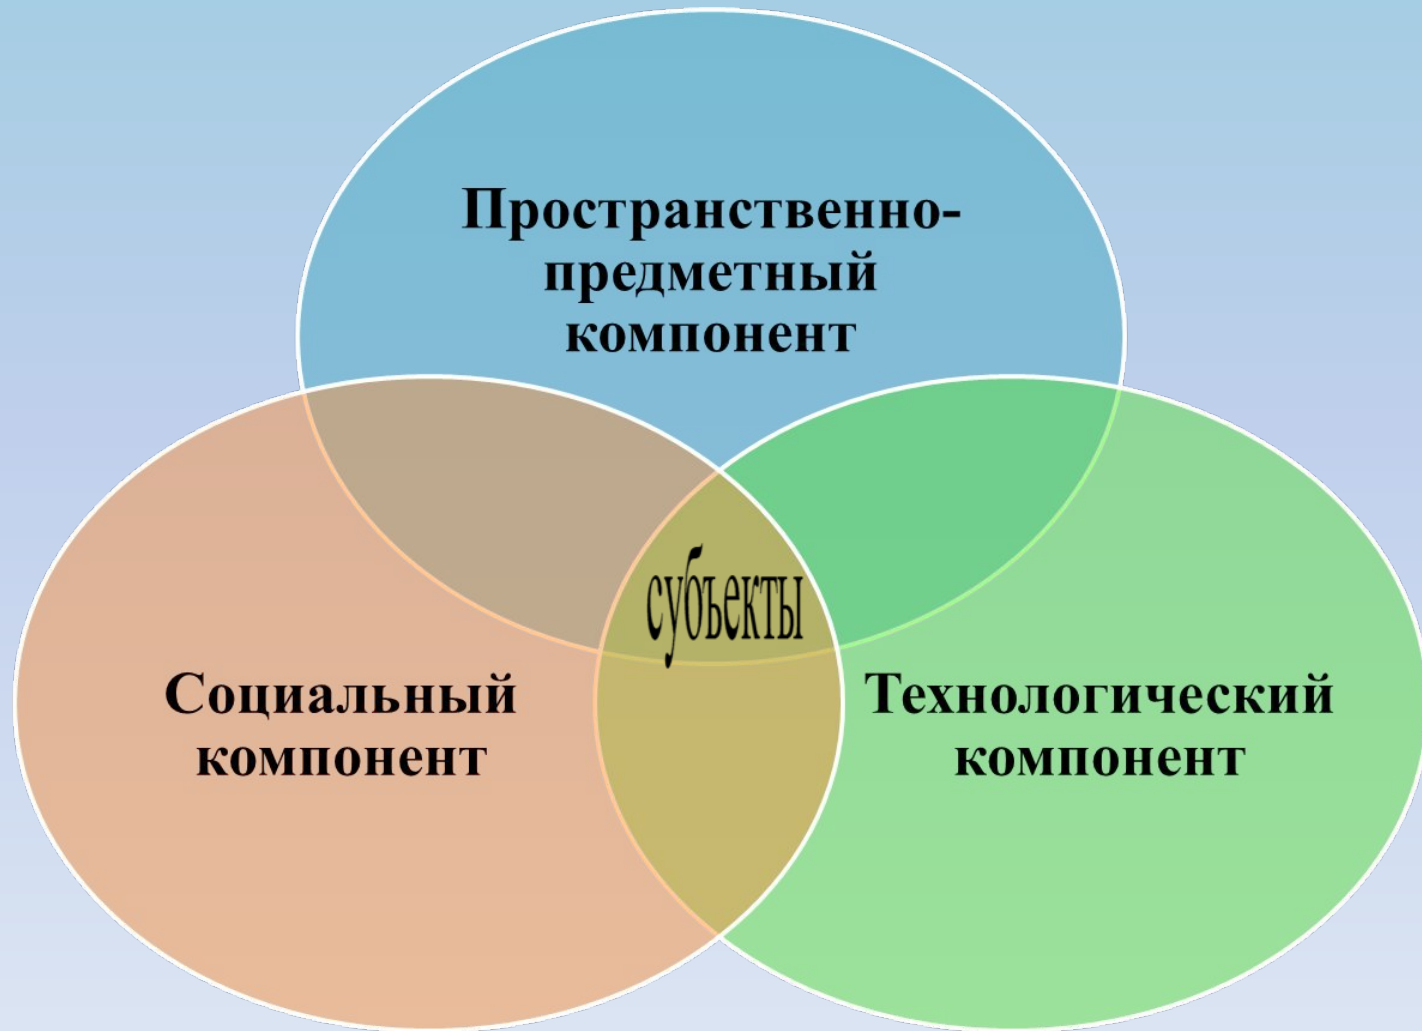 Пространственно-
предметный
компонент
субъекты
Социальный
компонент
Технологический
компонент